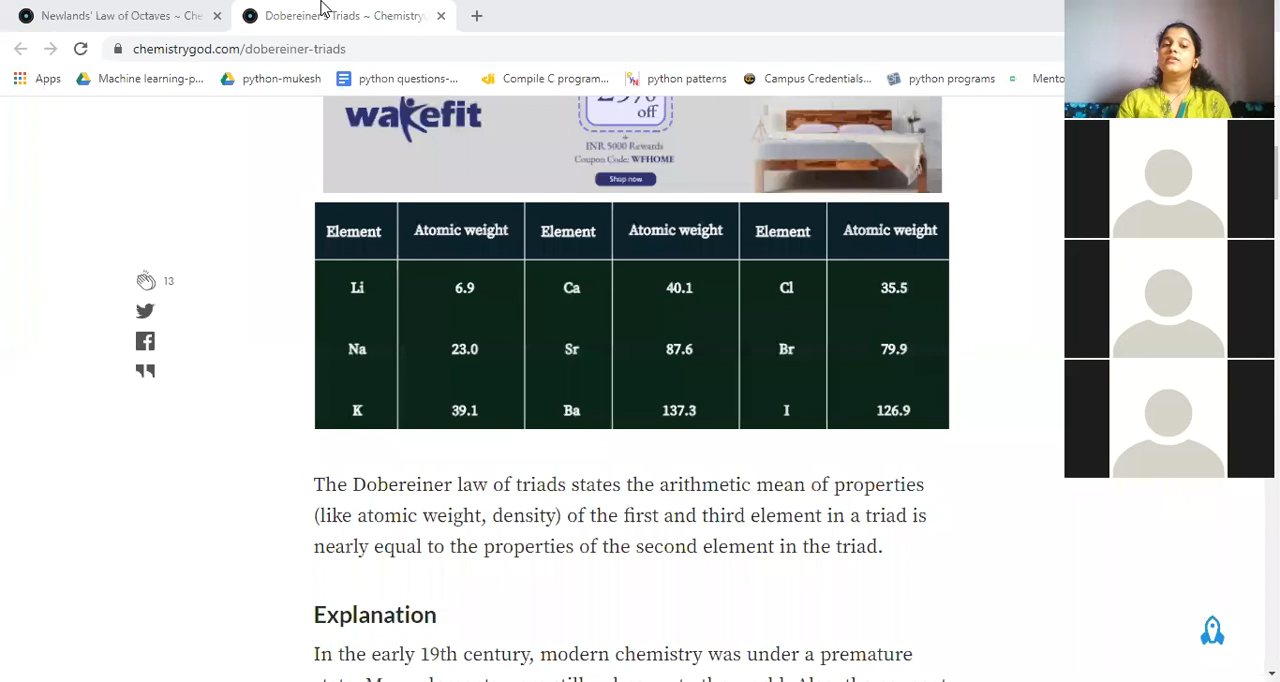 Newlands' Law of Octaves ~ Che
Dobereiner's Triads ~ Chemistry
chemistrygod.com/dobereiner-triads
Apps Machine learning-p... python-mukesh python questions-... Compile C program... python patterns Campus Credentials... python programs Mento
wakefit
25%
off
+
INR 5000 Rewards
Coupon Code: WFHOME
Shop now
Element Atomic weight Element Atomic weight Element Atomic weight
Li 6.9 Ca 40.1 Cl 35.5
Na 23.0 Sr 87.6 Br 79.9
K 39.1 Ba 137.3 I 126.9
13
The Dobereiner law of triads states the arithmetic mean of properties
(like atomic weight, density) of the first and third element in a triad is
nearly equal to the properties of the second element in the triad.
Explanation
In the early 19th century, modern chemistry was under a premature